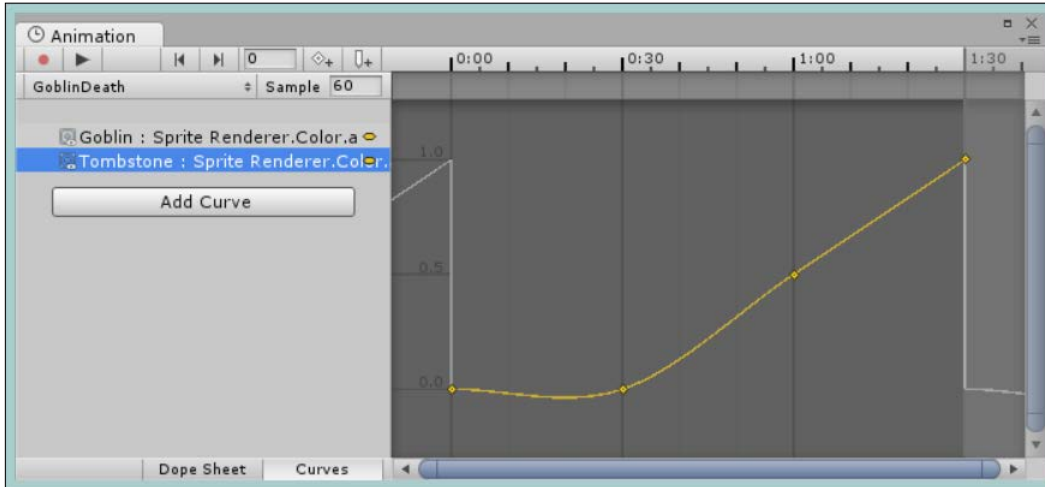 Animation
0 0:00 0:30 1:00 1:30
GoblinDeath Sample 60
Goblin : Sprite Renderer.Color.a
Tombstone : Sprite Renderer.Color.
1.0
Add Curve
0.5
0.0
Dope Sheet Curves